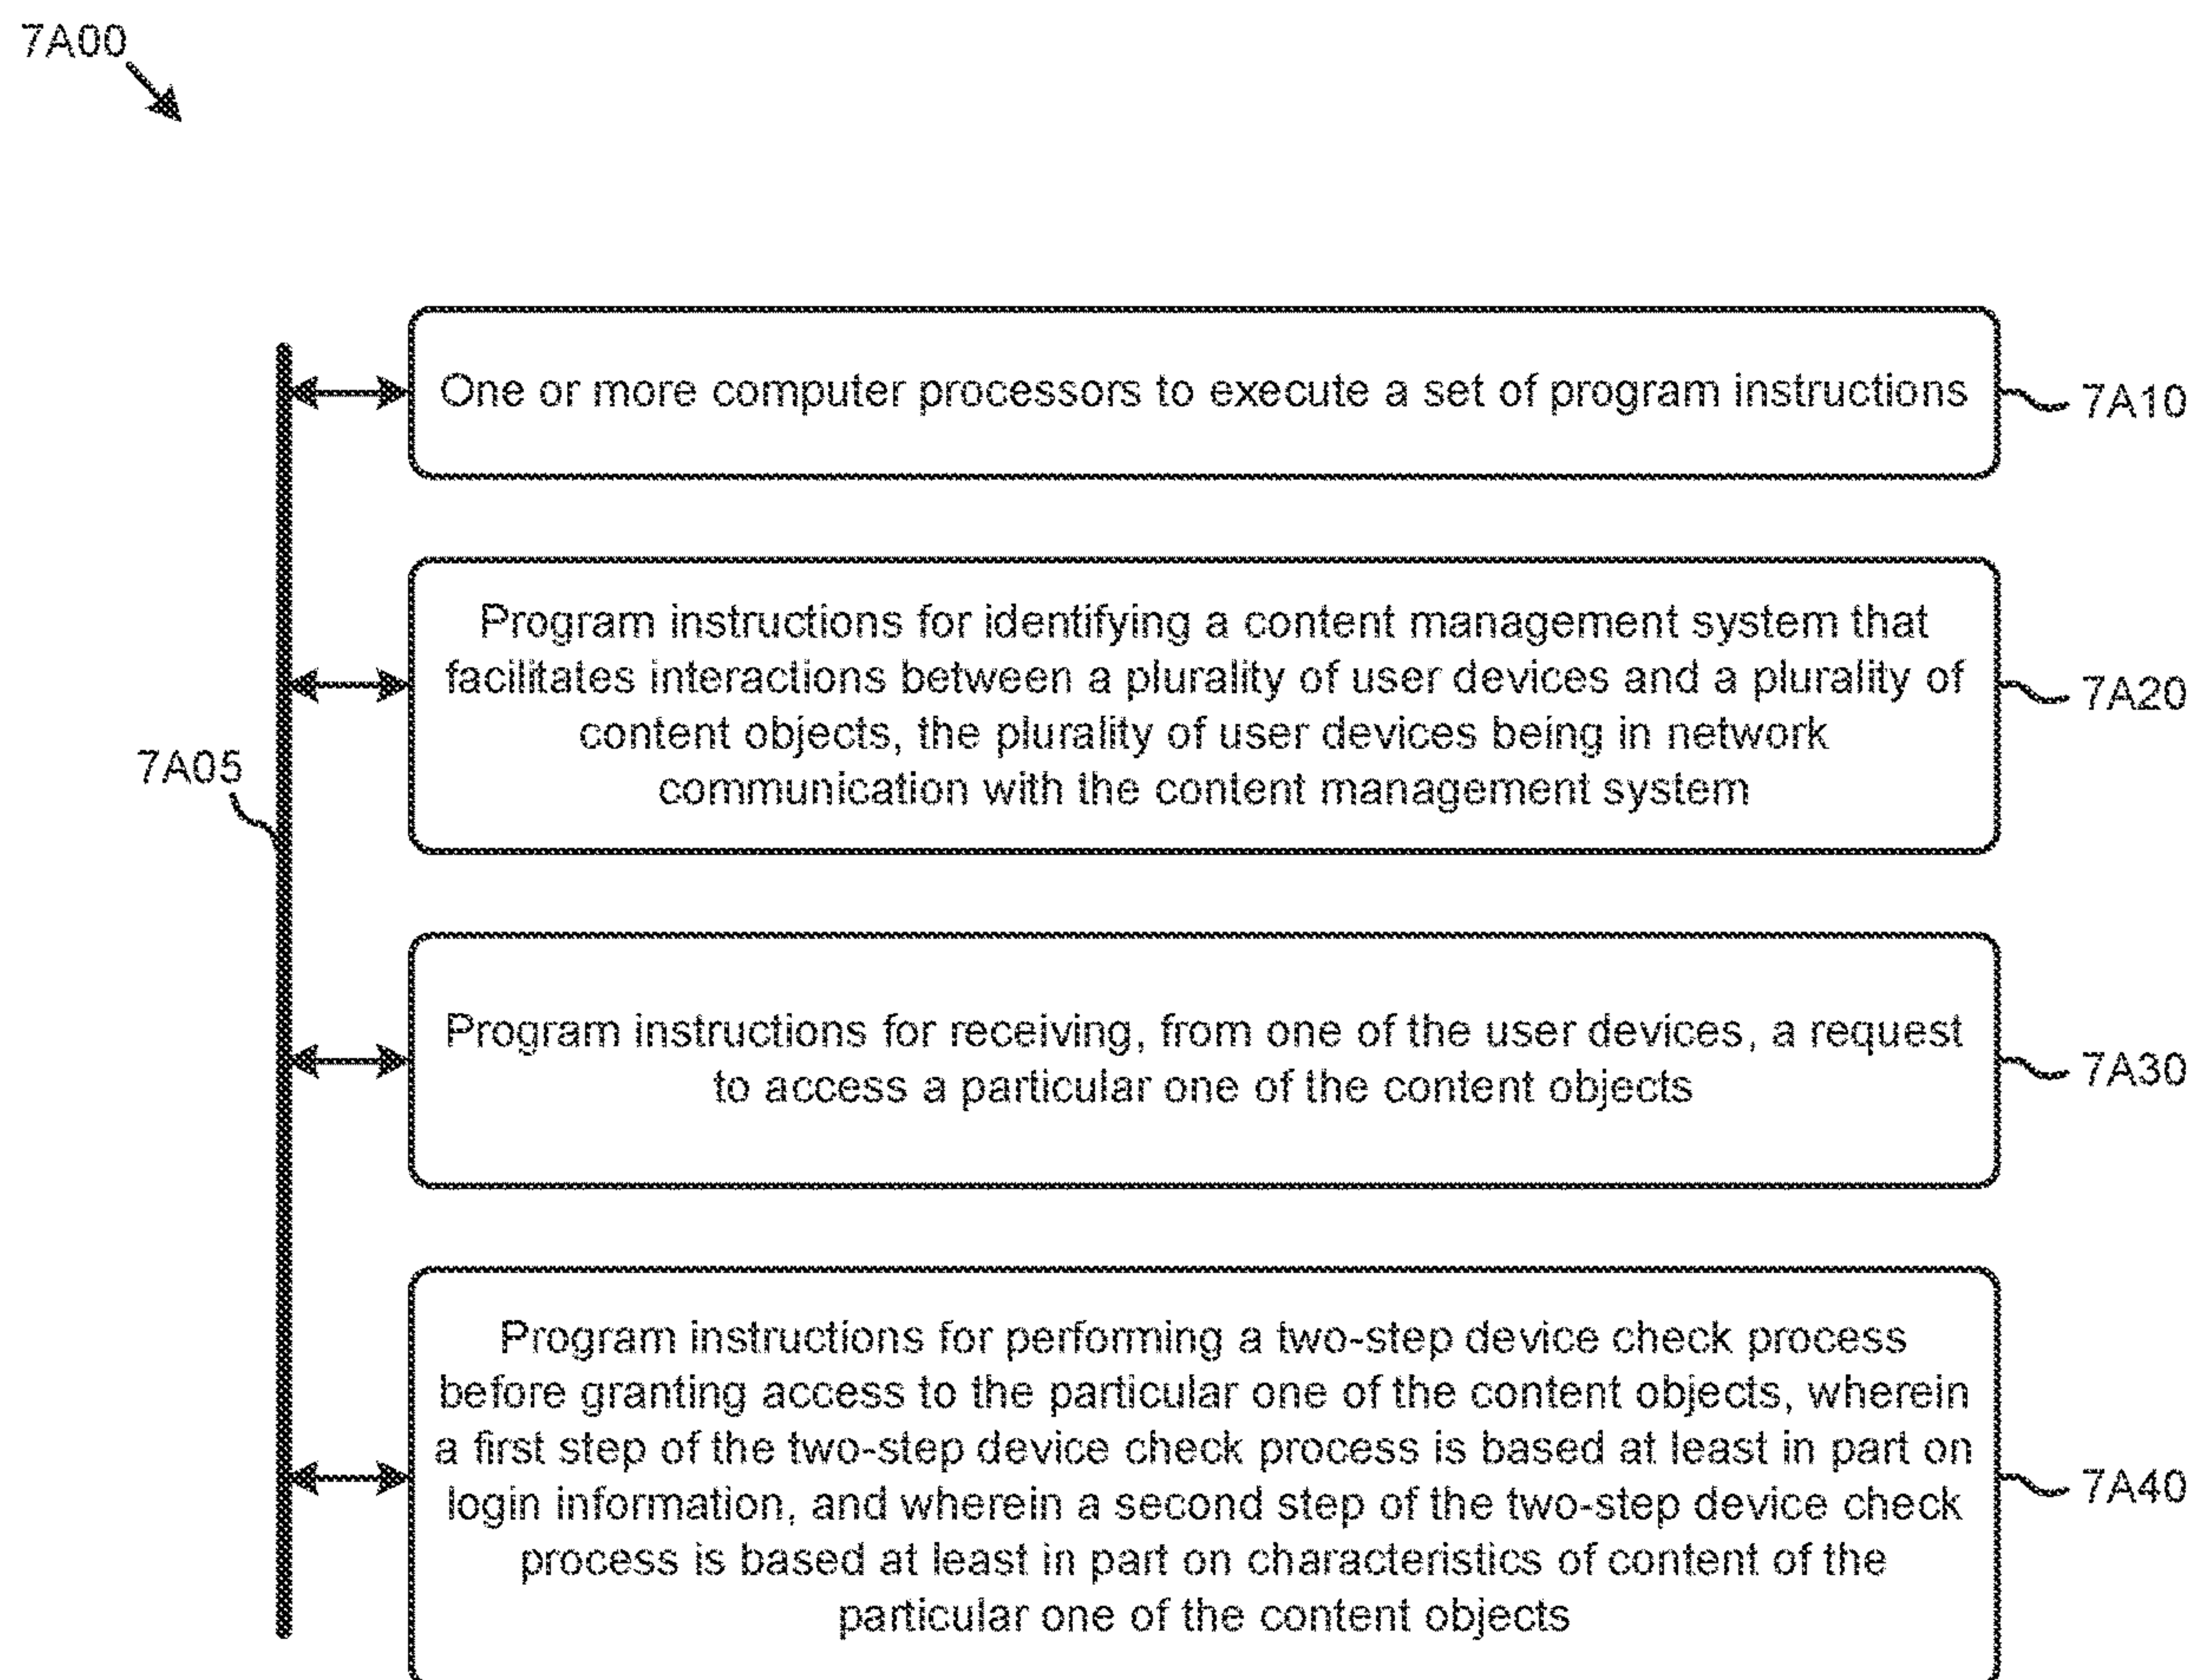 7A00
One or more computer processors to execute a set of program instructions
7A10
Program instructions for identifying a content management system that
facilitates interactions between a plurality of user devices and a plurality of
content objects, the plurality of user devices being in network
communication with the content management system
7A20
7A05
Program instructions for receiving, from one of the user devices, a request
to access a particular one of the content objects
7A30
Program instructions for performing a two-step device check process
before granting access to the particular one of the content objects, wherein
a first step of the two-step device check process is based at least in part on
login information, and wherein a second step of the two-step device check
process is based at least in part on characteristics of content of the
particular one of the content objects
7A40